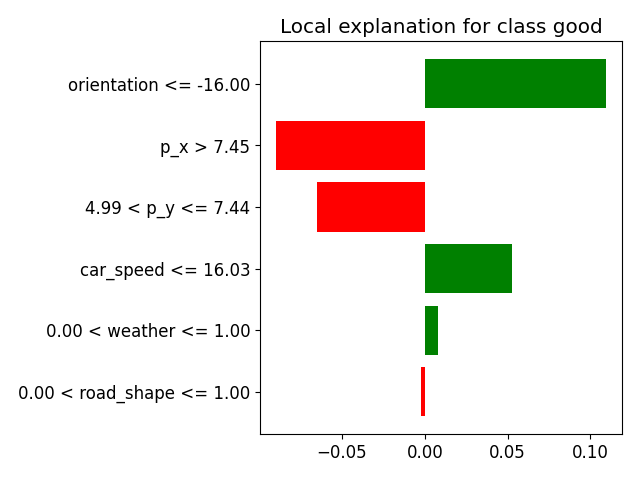 Local explanation for class good
orientation <= -16.00
p_x > 7.45
4.99 < p_y <= 7.44
car_speed <= 16.03
0.00 < weather <= 1.00
0.00 < road_shape <= 1.00
−0.05 0.00 0.05 0.10